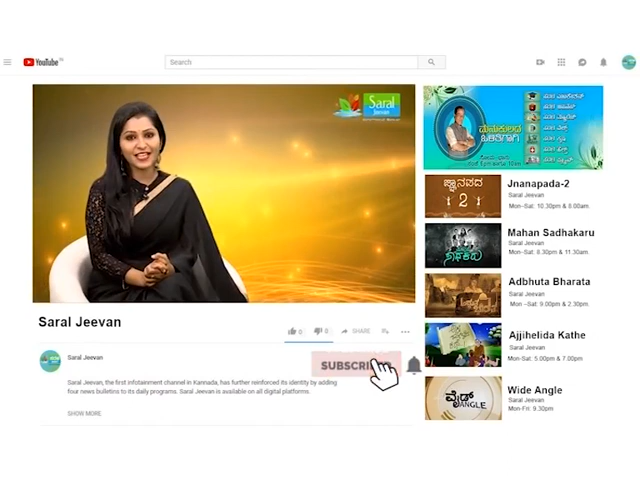 YouTube
Search
Saral
Jeevan
Saral Jeevan
0
0
SHARE
Saral Jeevan
SUBSCRIBE
Saral Jeevan, the first infotainment channel in Kannada, has further reinforced its identity by adding
four news bulletins to its daily programs. Saral Jeevan is available on all digital platforms.
SHOW MORE
ಜ್ಞಾನಪದ
2
Jnanapada-2
Saral Jeevan
Mon-Sat: 10.30pm & 8.00am.
Mahan Sadhakaru
Saral Jeevan
Mon-Sat: 8.30pm & 11.30am.
Adbhuta Bharata
Saral Jeevan
Mon -Sat: 9.00pm & 2.30pm.
Ajjihelida Kathe
Saral Jeevan
Mon-Sat: 5:00pm & 7.00pm.
ವೈಡ್
ANGLE
Wide Angle
Saral Jeevan
Mon-Fri: 9.30pm